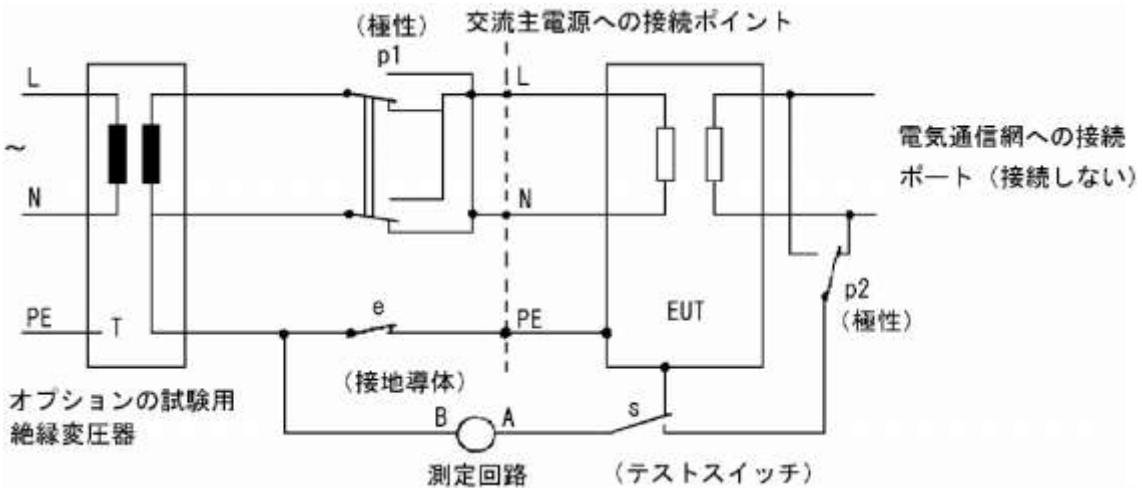 (極性)
p1
交流主電源への接続ポイント
L
L
電気通信網への接続
ポート (接続しない)
~
N
N
p2
(極性)
PE
T
e
PE
EUT
(接地導体)
オプションの試験用
絶縁変圧器
B
A
s
測定回路
(テストスイッチ)